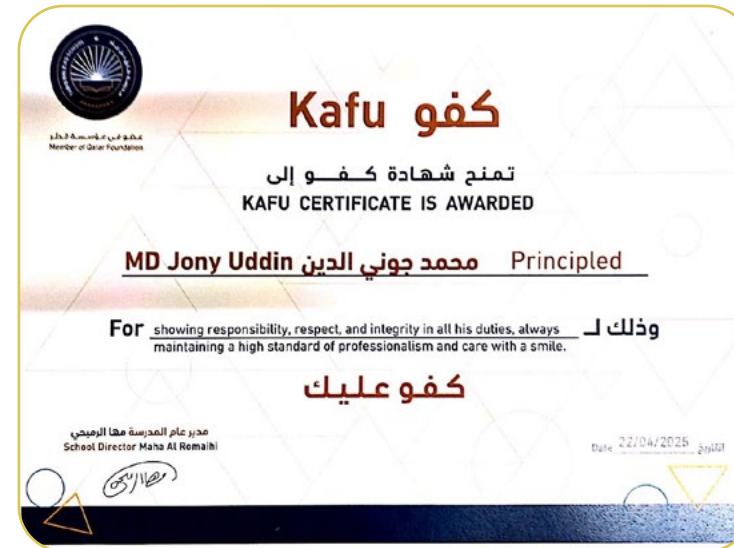 عضو في مؤسسة قطر
Member of Qatar Foundation
Kafu كفو
تمنح شهادة كـفـو إلى
KAFU CERTIFICATE IS AWARDED
MD Jony Uddin محمد جوني الدين Principled
For showing responsibility, respect, and integrity in all his duties, always وذلك لـ
maintaining a high standard of professionalism and care with a smile.
كفو عليك
مدير عام المدرسة مها الرميحي
School Director Maha Al Romaihi
Date 22/04/2025 التاريخ